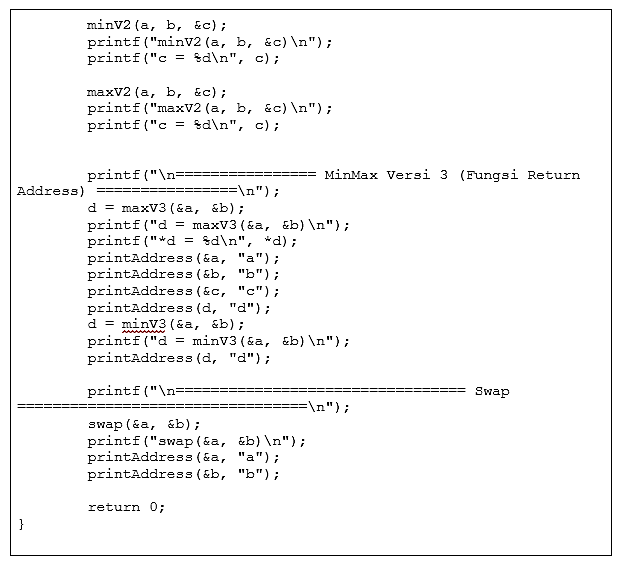 minV2(a, b, &c);
printf("minV2(a, b, &c)\n");
printf("c = %d\n", c);
maxV2(a, b, &c);
printf("maxV2(a, b, &c)\n");
printf("c = %d\n", c);
printf("\n================ MinMax Versi 3 (Fungsi Return
Address) ================\n");
d = maxV3(&a, &b);
printf("d = maxV3(&a, &b)\n");
printf("*d = %d\n", *d);
printAddress(&a, "a");
printAddress(&b, "b");
printAddress(&c, "c");
printAddress(d, "d");
d = minV3(&a, &b);
printf("d = minV3(&a, &b)\n");
printAddress(d, "d");
printf("\n================================= Swap
=================================\n");
swap(&a, &b);
printf("swap(&a, &b)\n");
printAddress(&a, "a");
printAddress(&b, "b");
return 0;
}